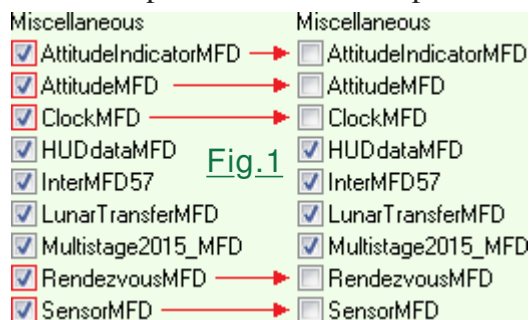 Miscellaneous Miscellaneous
AttitudeIndicatorMFD AttitudeIndicatorMFD
AttitudeMFD AttitudeMFD
ClockMFD ClockMFD
HUDdataMFD HUDdataMFD
Fig.1
InterMFD57 InterMFD57
LunarTransferMFD LunarTransferMFD
Multistage2015_MFD Multistage2015_MFD
RendezvousMFD RendezvousMFD
SensorMFD SensorMFD